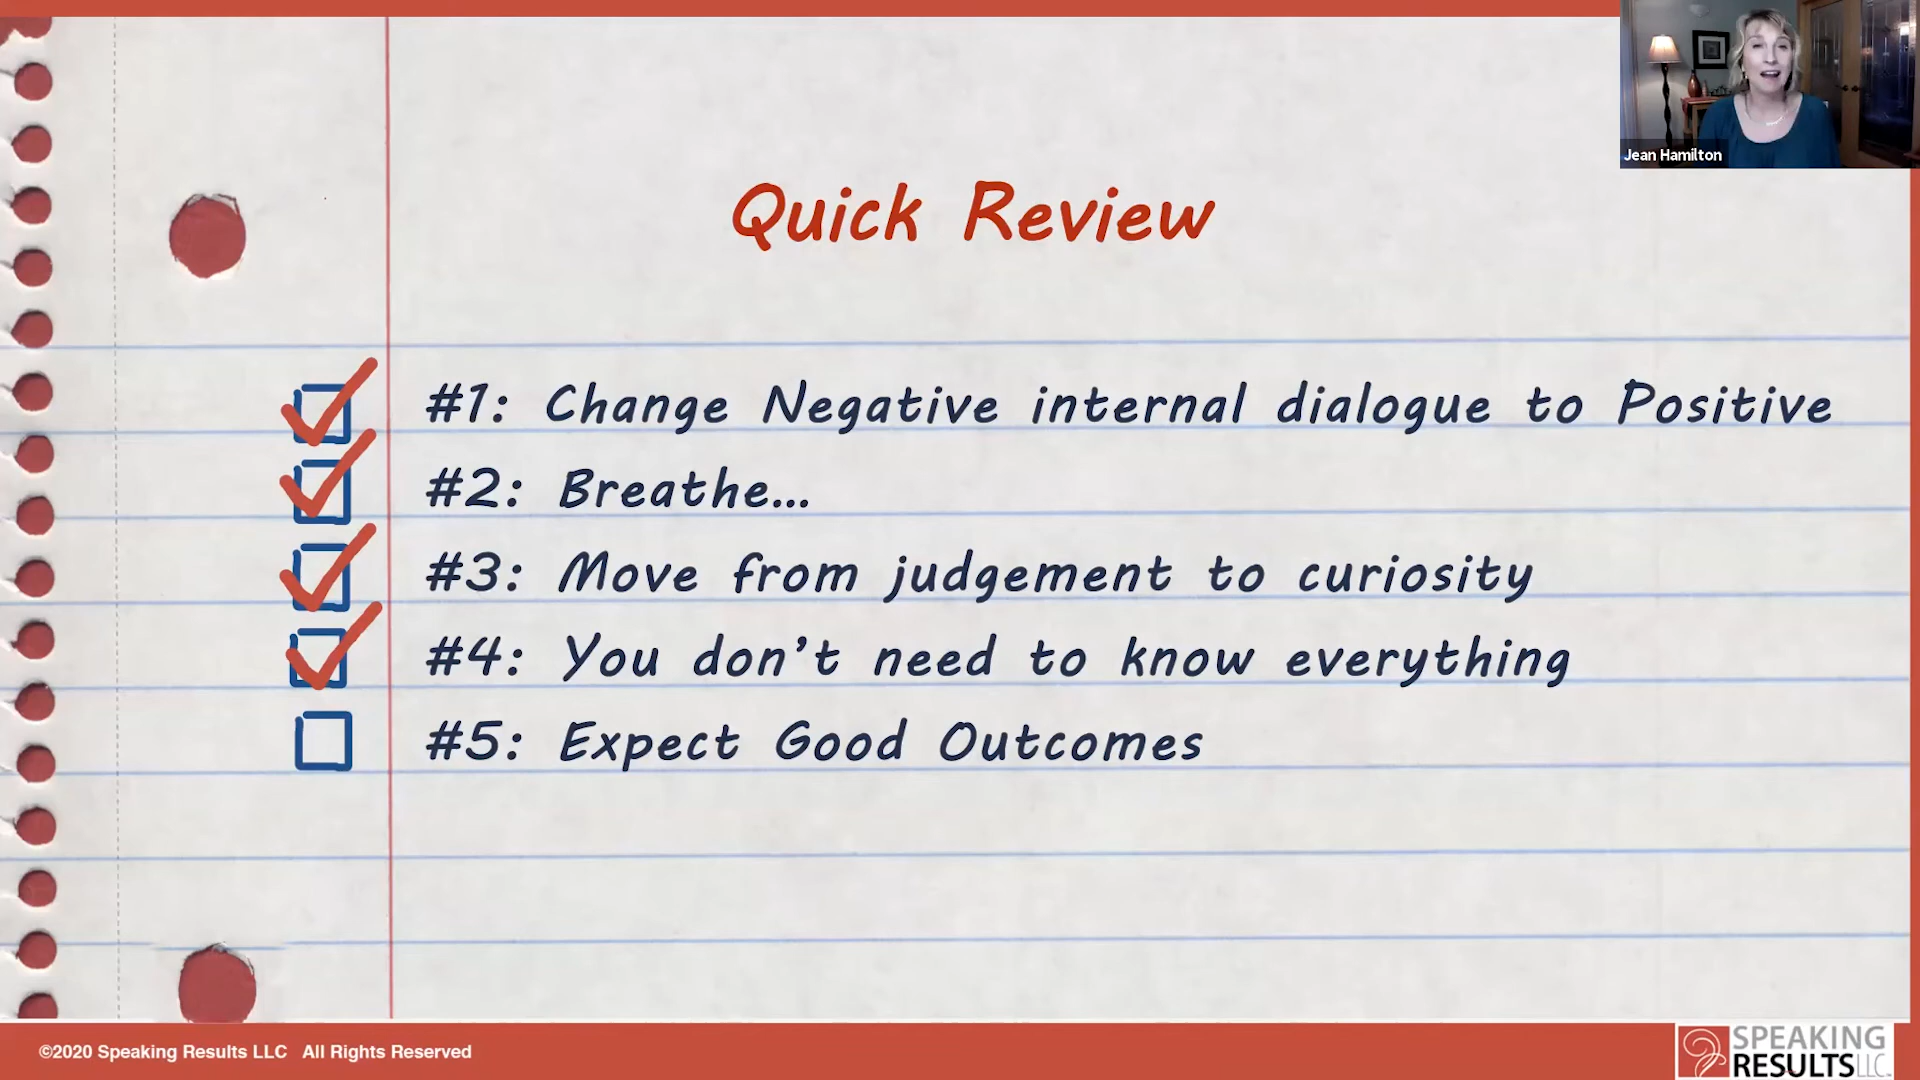 Jean Hamilton
Quick Review
#1: Change Negative internal dialogue to Positive
#2: Breathe...
#3: Move from judgement to curiosity
#4: You don't need to know everything
#5: Expect Good Outcomes
©2020 Speaking Results LLC All Rights Reserved
SPEAKING
RESULTS LLC